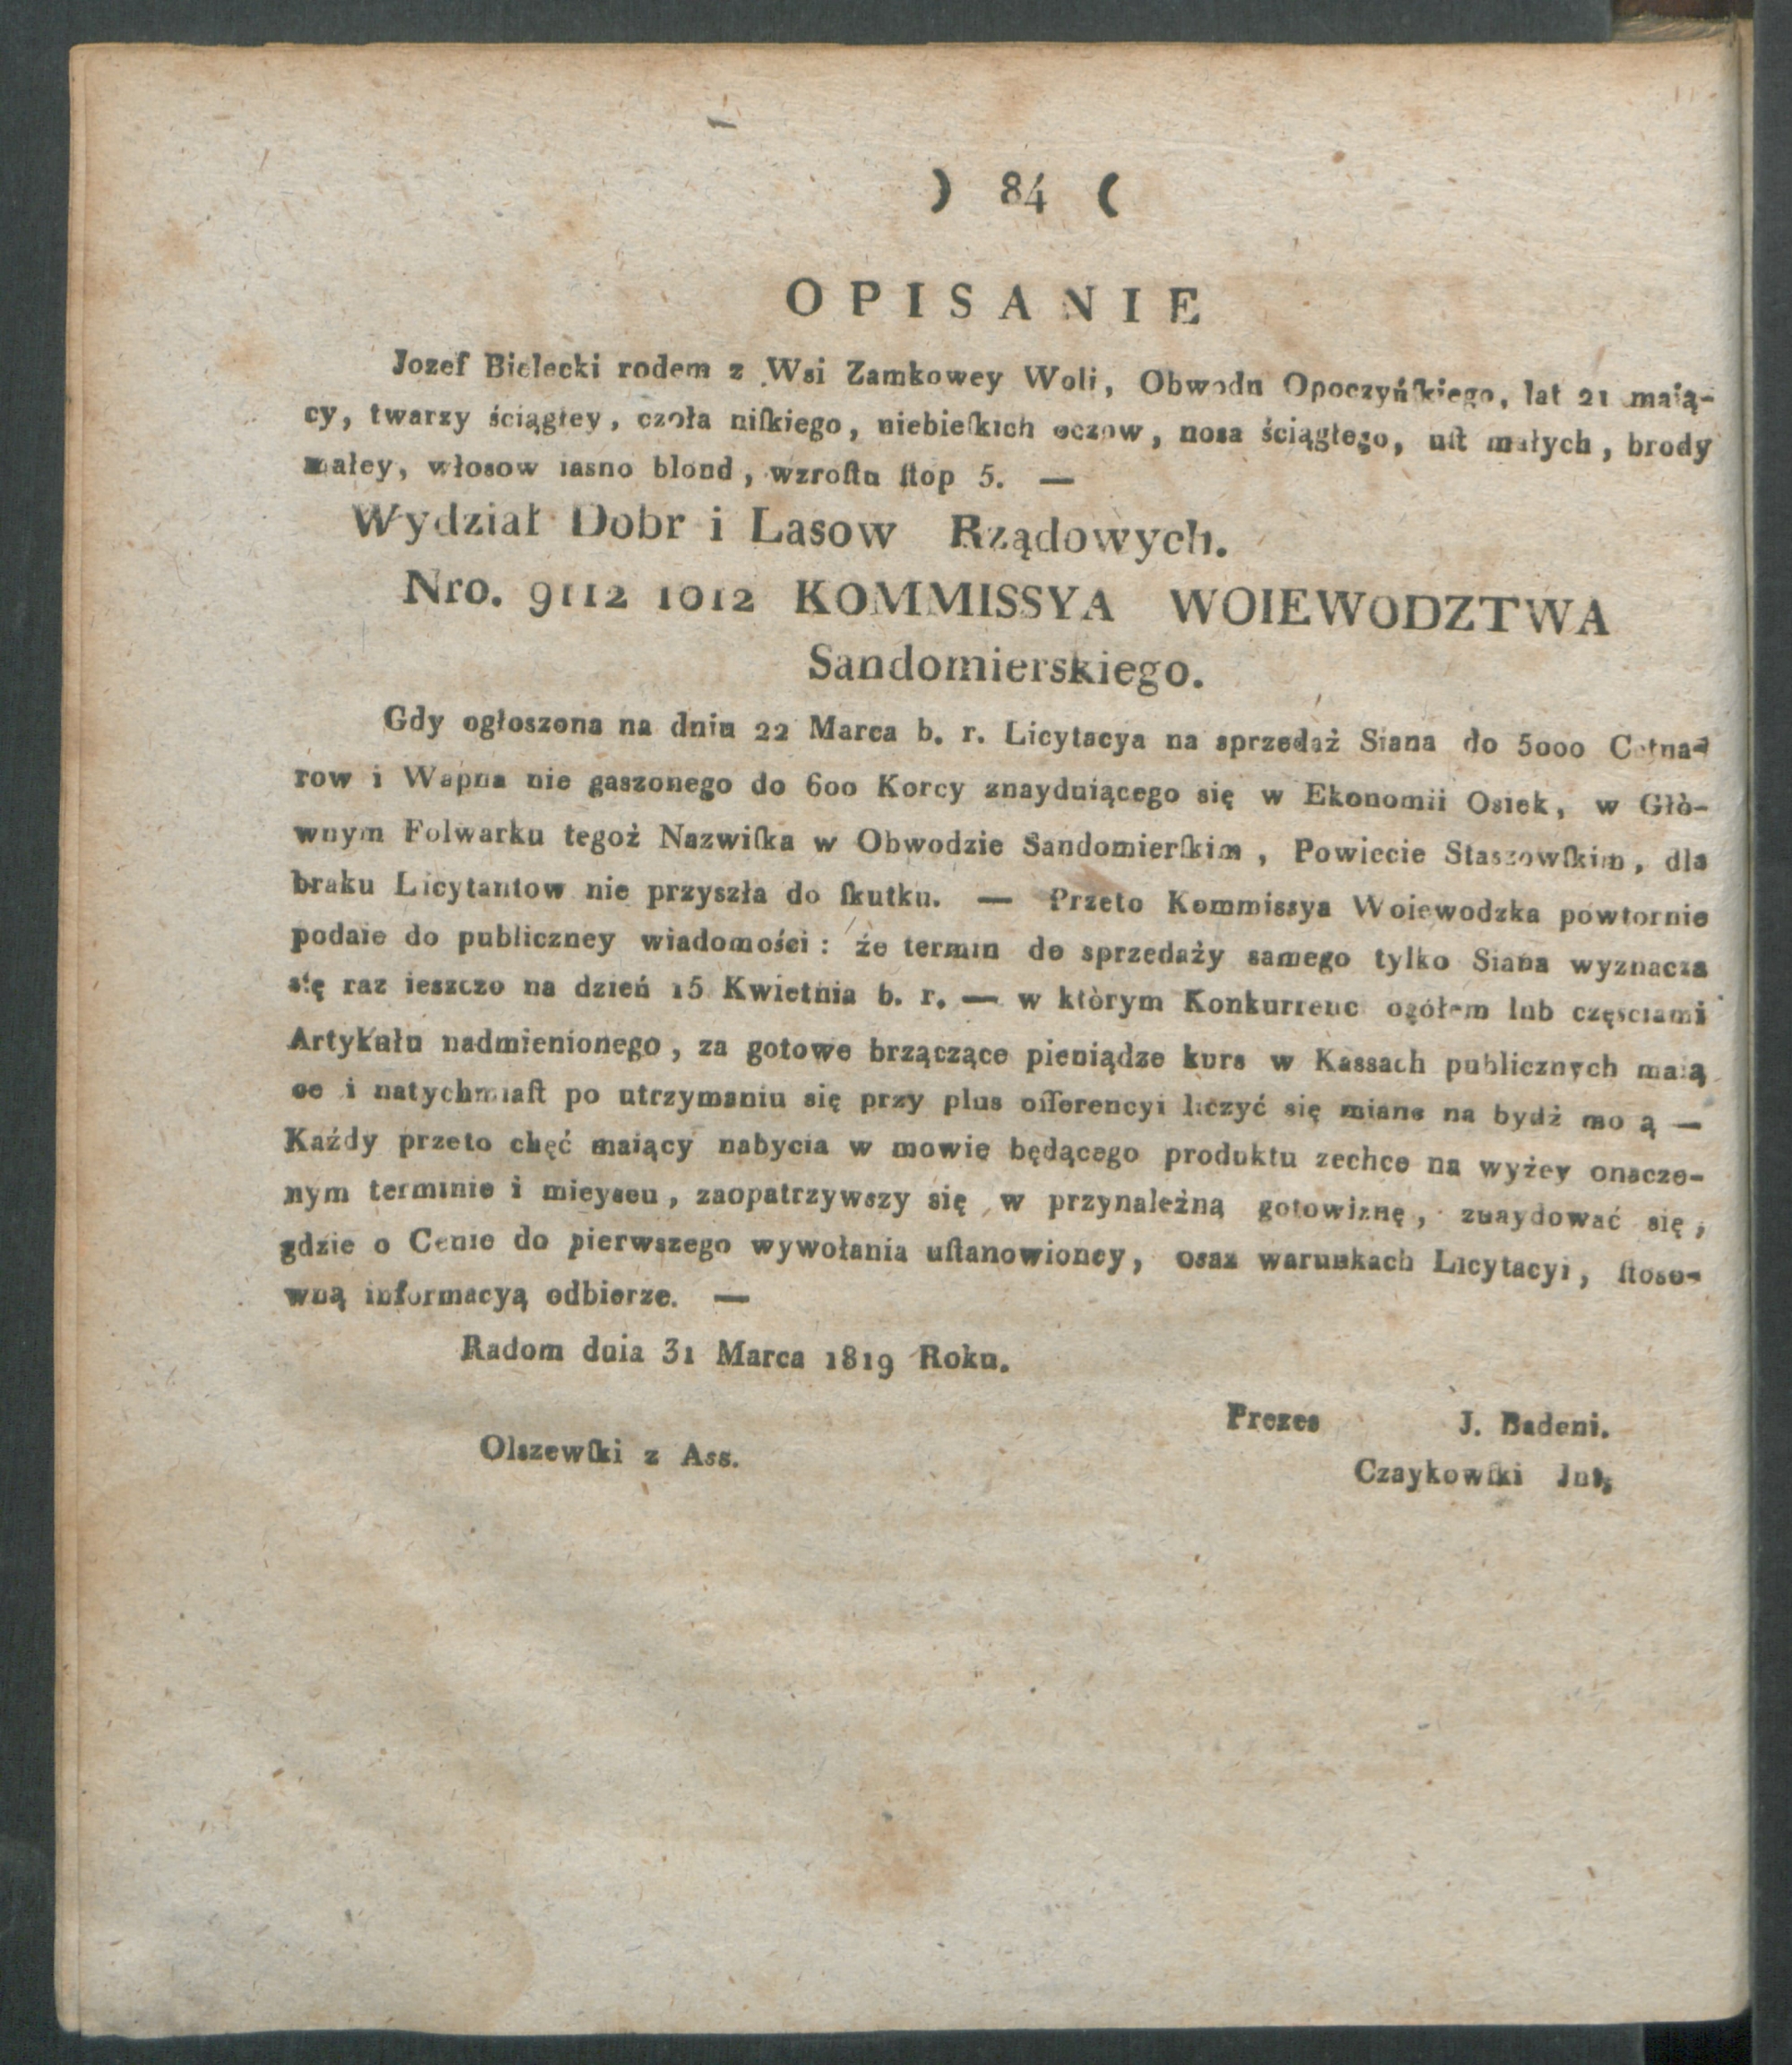 ) 84 (
OPISANIE
Jozef Bielecki rodem z Wsi Zamkowey Woli, Obwodu Opoczyńſkiego, lat 21 maią-
cy, twarzy ściągłey, czoła niſkiego, niebieſkich oczow, nosa ściągłego, uſt małych, brody
małey, włosow iasno blond, wzroſtu ſtop 5. —
Wydział Dobr i Lasow Rządowych.
Nro. 9112 1012 KOMMISSYA WOIEWODZTWA
Sandomierskiego.
Gdy ogłoszona na dniu 22 Marca b. r. Licytacya na sprzedaż Siana do 5000 Cetna-
row i Wapna nie gaszonego do 600 Korcy znayduiącego się w Ekonomii Osiek, w Głò-
wnym Folwarku tegoż Nazwiſka w Obwodzie Sandomierſkim, Powiecie Staszowſkim, dla
braku Licytantow nie przyszła do ſkutku. — Przeto Kommissya Woiewodzka powtornie
podaie do publiczney wiadomości: że termin do sprzedaży samego tylko Siana wyznacza
się raz ieszczo na dzień 15 Kwietnia b. r. — w ktòrym Konkurrenc ogółem lub częsciami
Artykułu nadmienionego, za gotowe brzączące pieniądze kurs w Kassach publicznych maią
ce i natychmiaſt po utrzymaniu się przy plus offerencyi liczyć się miane na bydź mo ą —
Każdy przeto chęć maiący nabycia w mowie będącego produktu zechce na wyżey onacze-
nym terminie i mieyscu, zaopatrzywszy się w przynależną gotowiznę, znaydować się,
gdzie o Cenie do pierwszego wywołania uſtanowioney, oraz warunkach Licytacyi, ſtoso-
wną informacyą odbierze. —
Radom dnia 31 Marca 1819 Roku.
Prezes J. Badeni.
Olszewſki z Ass.
Czaykowſki Int.